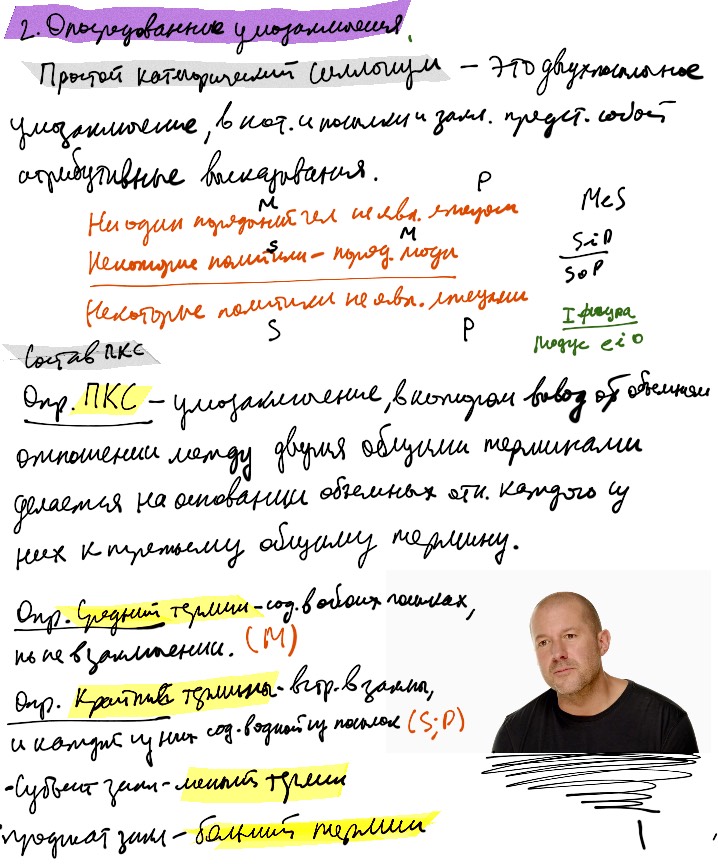 2. Опосредованные умозаключения
Простой категорический силлогизм – это двухпосылочное
умозаключение, в кот. и посылки и закл. предст. собой
атрибутивные высказывания.
M P
Ни один порядочный чел не явл. лжецом MeS
S M
Некоторые политики – поряд. люди SiP
Некоторые политики не явл. лжецами SoP
S P
I фигура
Модус eio
Состав ПКС
Опр. ПКС – умозаключение, в котором вывод об объемном
отношении между двумя общими терминами
делается на основании объемных отн. каждого из
них к третьему общему термину.
Опр. Средний термин – сод. в обоих посылках,
но не в заключении. (M)
Опр. Крайние термины – встр. в заключ,
и каждый из них сод. в одной из посылок (S; P)
- Субъект закл – меньший термин
предикат закл – больший термин